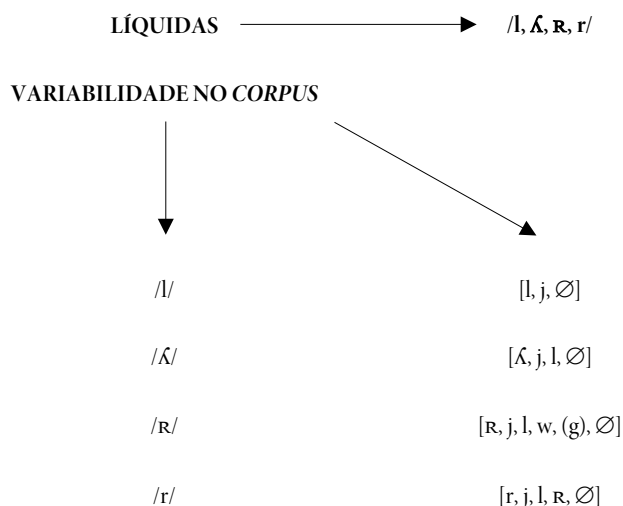 LÍQUIDAS /l, ʎ, ʀ, r/
VARIABILIDADE NO CORPUS
/l/ [l, j, ∅]
/ʎ/ [ʎ, j, l, ∅]
/ʀ/ [ʀ, j, l, w, (g), ∅]
/r/ [r, j, l, ʀ, ∅]